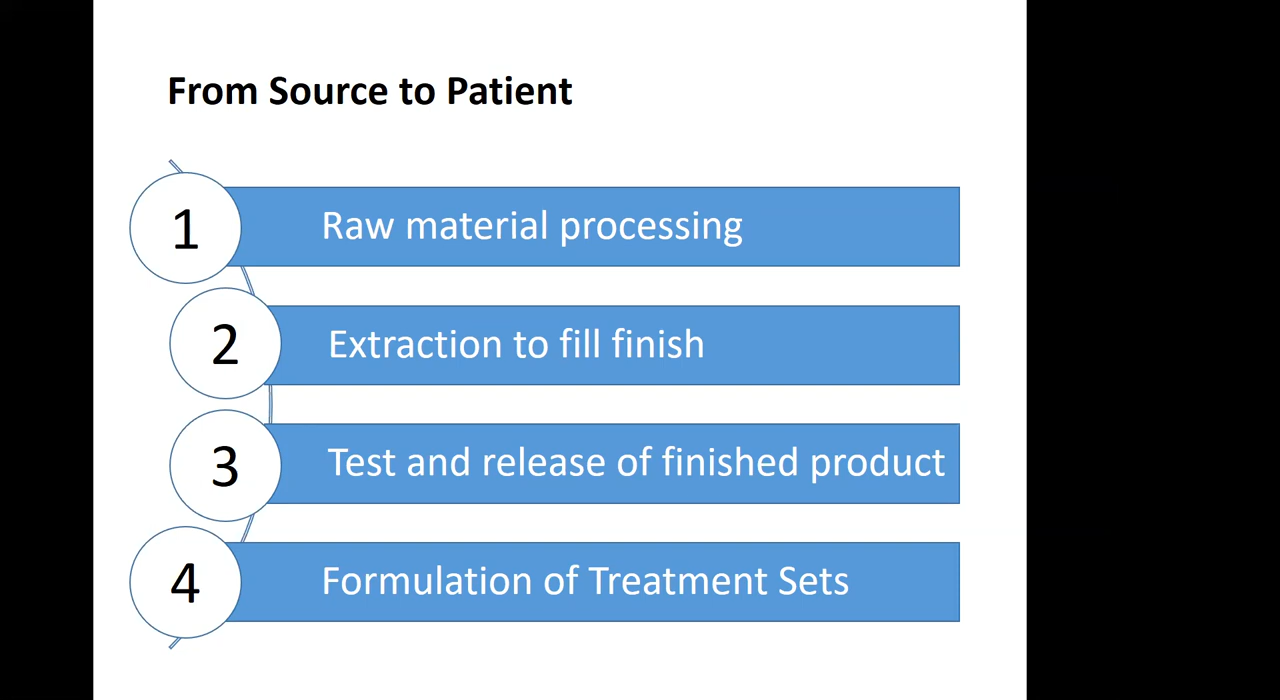 From Source to Patient
1
Raw material processing
2
Extraction to fill finish
3
Test and release of finished product
4
Formulation of Treatment Sets